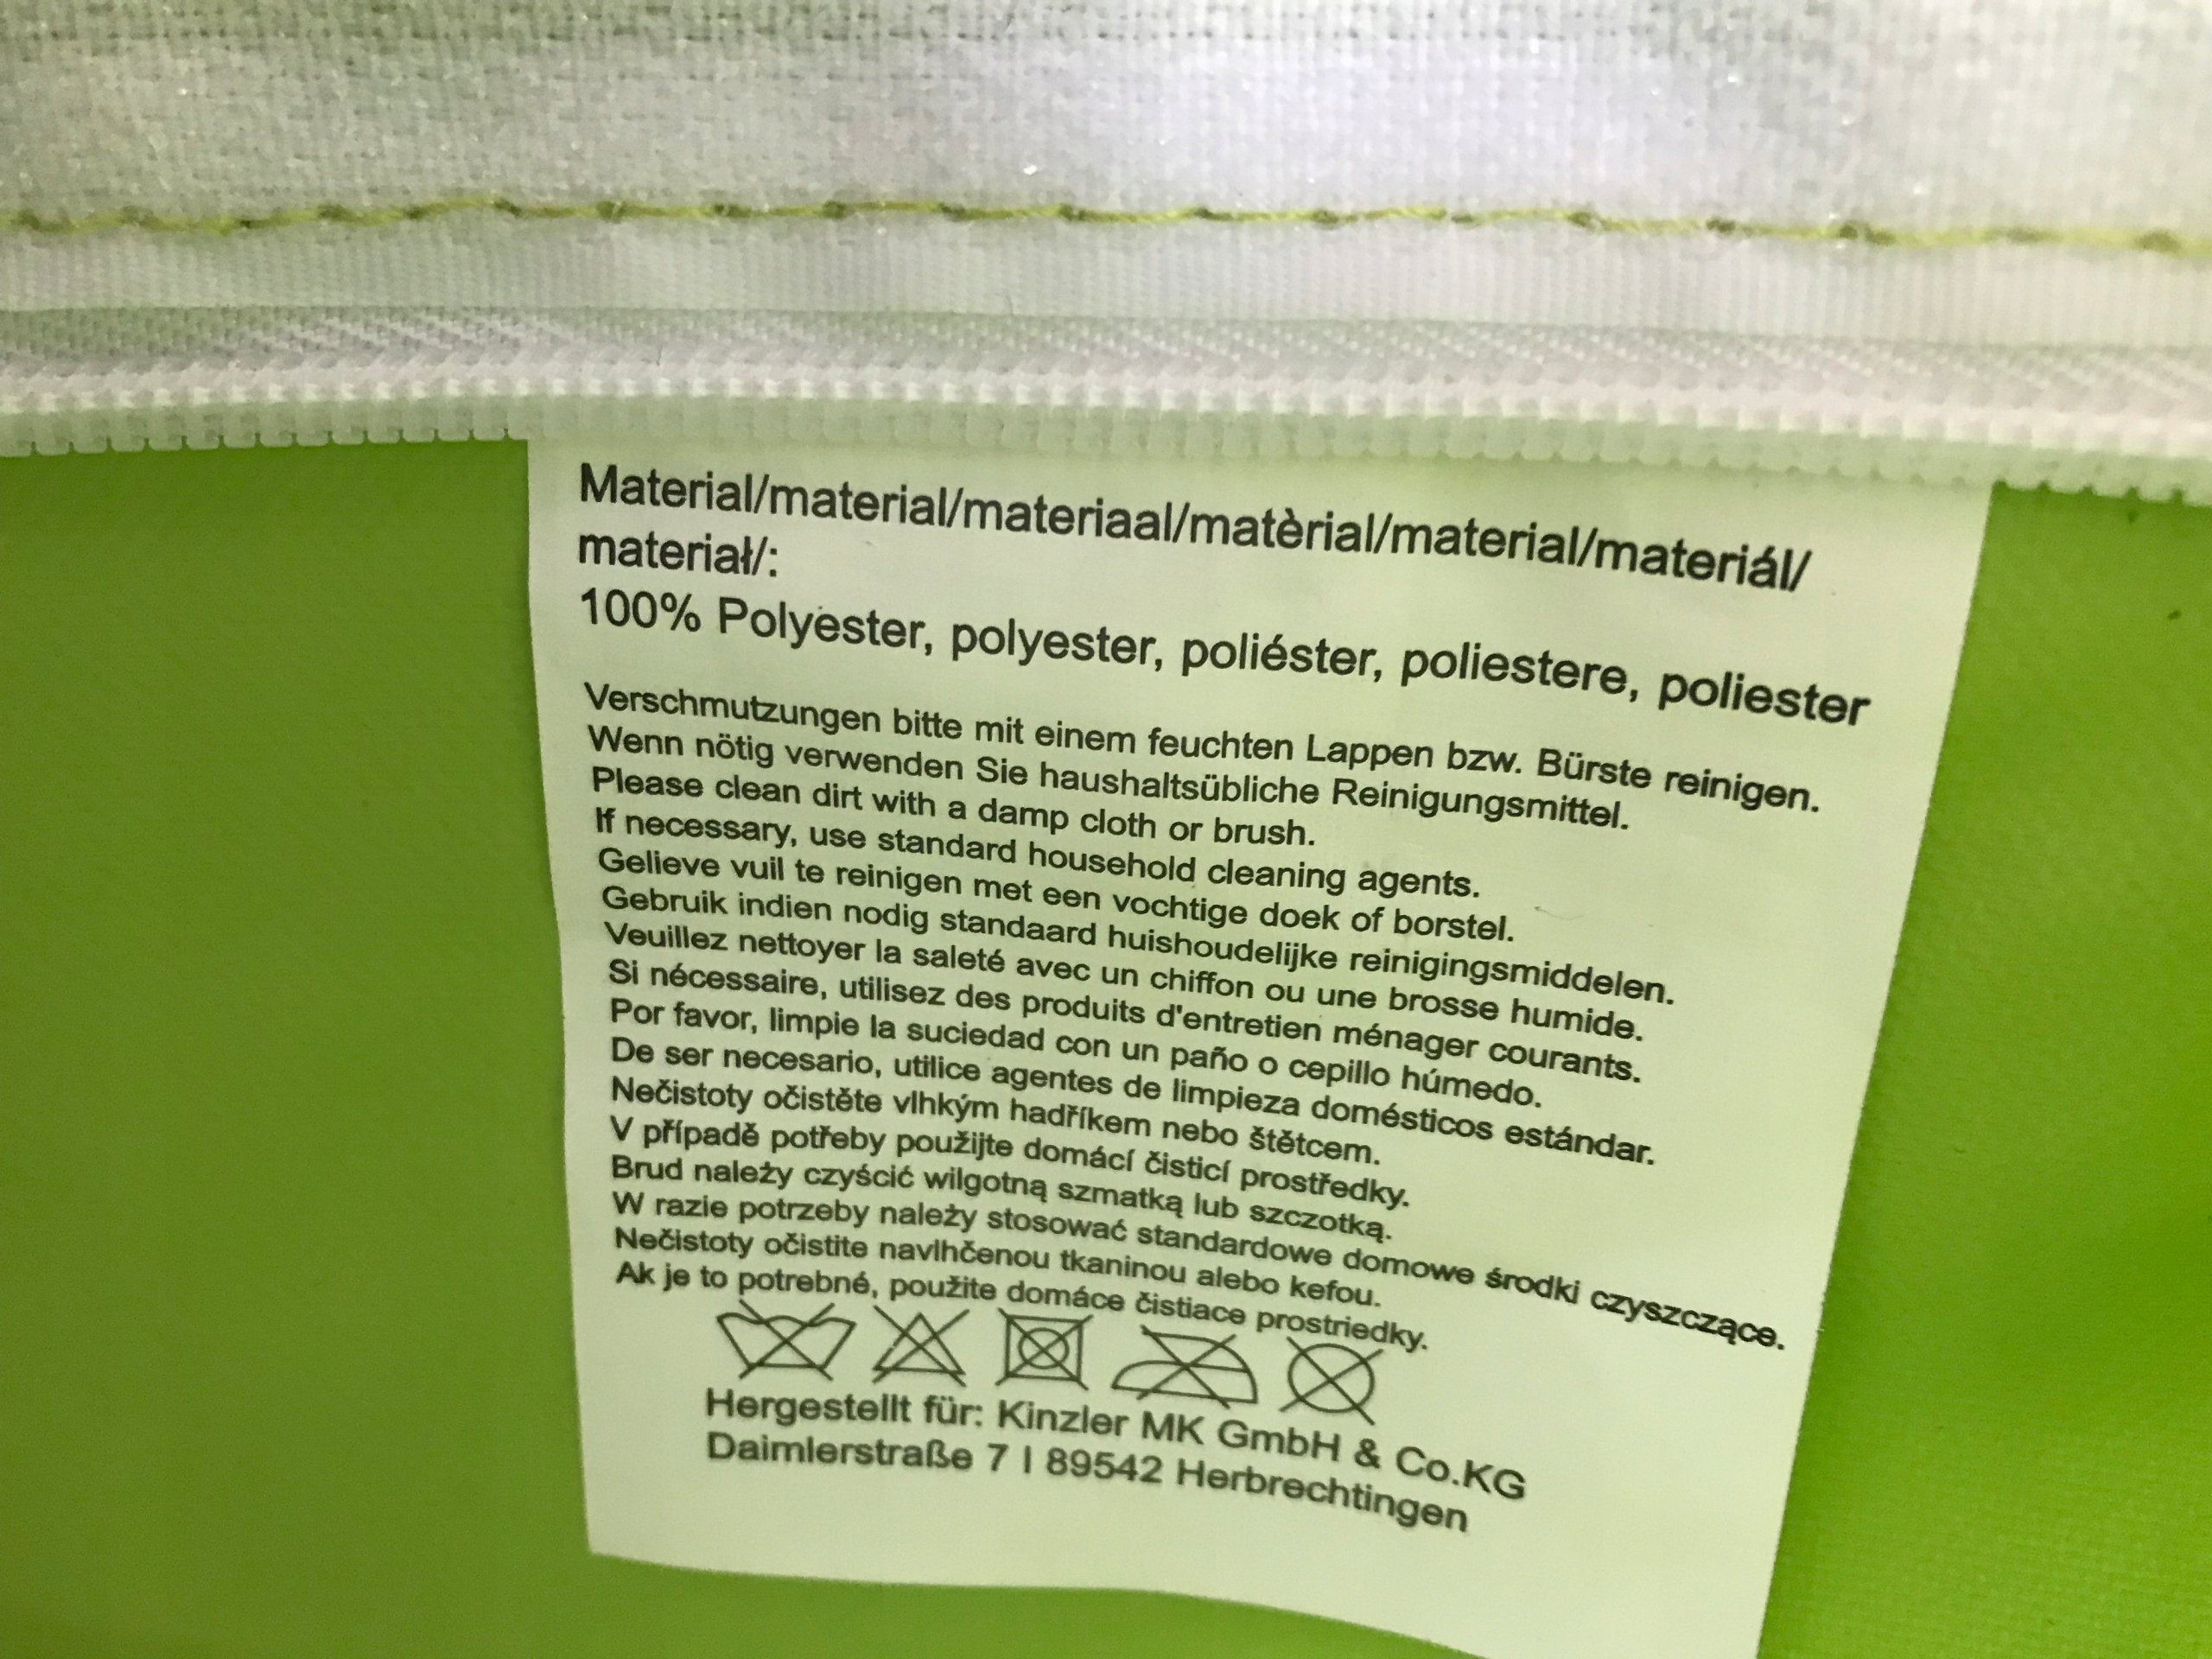 Material/material/materiaal/matèrial/material/materiál/
materiał/:
100% Polyester, polyester, poliéster, poliestere, poliester
Verschmutzungen bitte mit einem feuchten Lappen bzw. Bürste reinigen.
Wenn nötig verwenden Sie haushaltsübliche Reinigungsmittel.
Please clean dirt with a damp cloth or brush.
If necessary, use standard household cleaning agents.
Gelieve vuil te reinigen met een vochtige doek of borstel.
Gebruik indien nodig standaard huishoudelijke reinigingsmiddelen.
Veuillez nettoyer la saleté avec un chiffon ou une brosse humide.
Si nécessaire, utilisez des produits d'entretien ménager courants.
Por favor, limpie la suciedad con un paño o cepillo húmedo.
De ser necesario, utilice agentes de limpieza domésticos estándar.
Nečistoty očistěte vlhkým hadříkem nebo štětcem.
V případě potřeby použijte domácí čisticí prostředky.
Brud należy czyścić wilgotną szmatką lub szczotką.
W razie potrzeby należy stosować standardowe domowe środki czyszczące.
Nečistoty očistite navlhčenou tkaninou alebo kefou.
Ak je to potrebné, použite domáce čistiace prostriedky.
Hergestellt für: Kinzler MK GmbH & Co.KG
Daimlerstraße 7 | 89542 Herbrechtingen